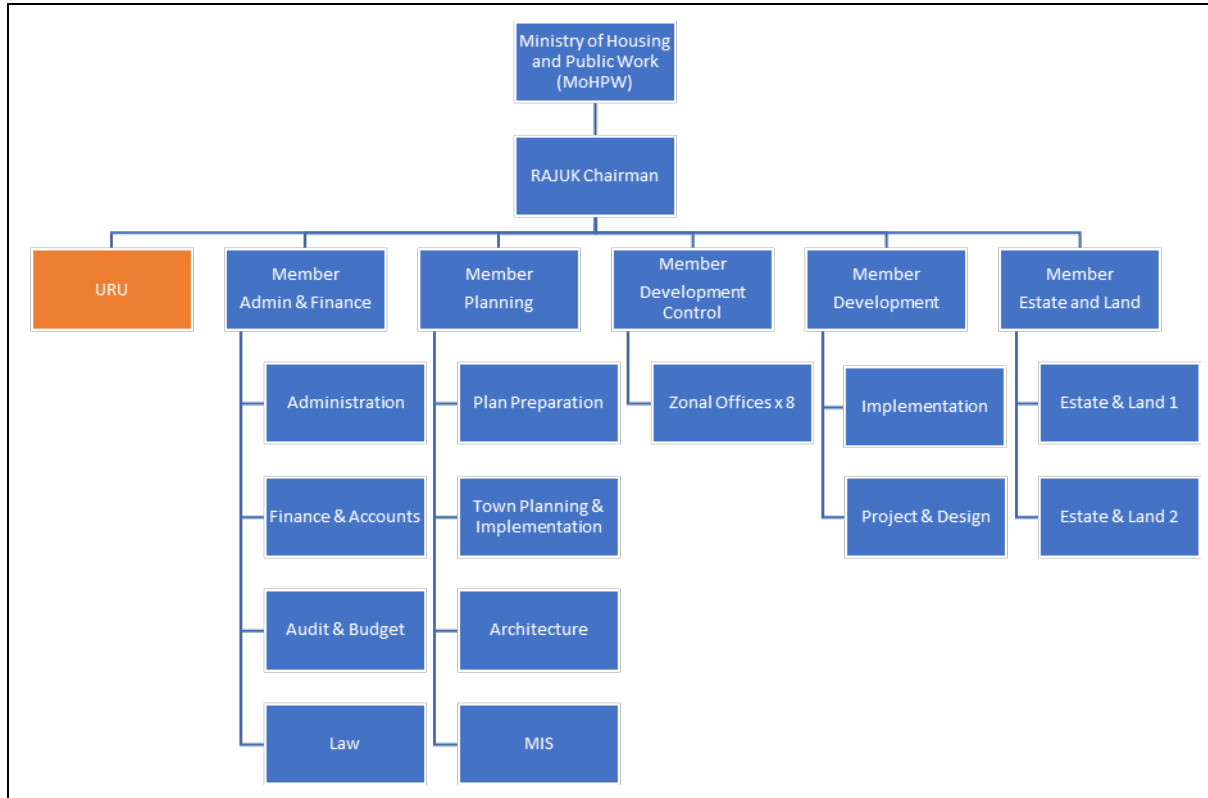 Ministry of Housing
and Public Work
(MoHPW)
RAJUK Chairman
URU
Member
Admin & Finance
Member
Planning
Member
Development
Control
Member
Development
Member
Estate and Land
Administration
Finance & Accounts
Audit & Budget
Law
Plan Preparation
Town Planning &
Implementation
Architecture
MIS
Zonal Offices x 8
Implementation
Project & Design
Estate & Land 1
Estate & Land 2